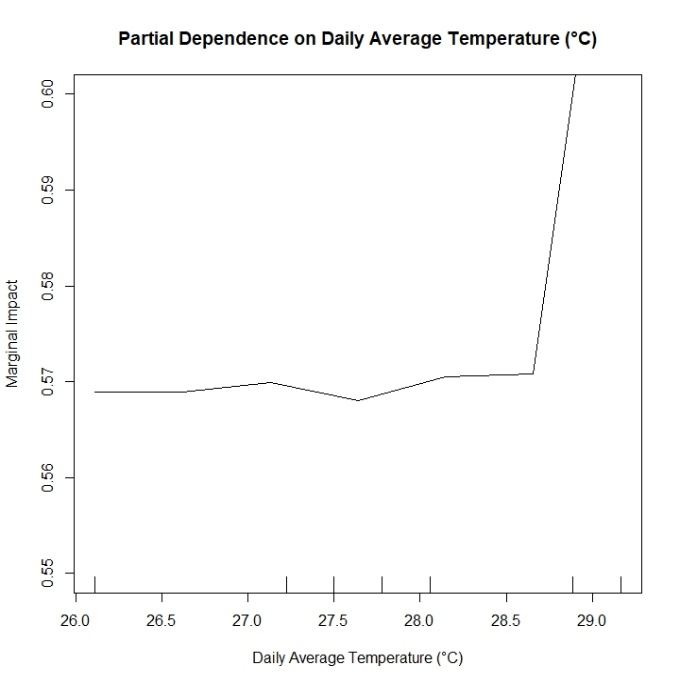 Partial Dependence on Daily Average Temperature (°C)
0.60
0.59
0.58
0.57
0.56
0.55
Marginal Impact
26.0 26.5 27.0 27.5 28.0 28.5 29.0
Daily Average Temperature (°C)